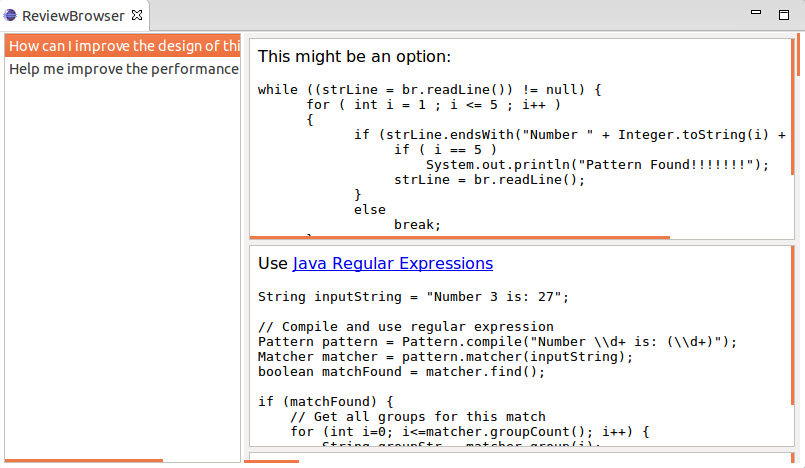 ReviewBrowser
How can I improve the design of thi
Help me improve the performance
This might be an option:
while ((strLine = br.readLine()) != null) {
for ( int i = 1 ; i <= 5 ; i++ )
{
if (strLine.endsWith("Number " + Integer.toString(i) +
if ( i == 5 )
System.out.println("Pattern Found!!!!!!!");
strLine = br.readLine();
}
else
break;
Use Java Regular Expressions
String inputString = "Number 3 is: 27";
// Compile and use regular expression
Pattern pattern = Pattern.compile("Number \\d+ is: (\\d+)");
Matcher matcher = pattern.matcher(inputString);
boolean matchFound = matcher.find();
if (matchFound) {
// Get all groups for this match
for (int i=0; i<=matcher.groupCount(); i++) {
String groupStr = matcher.group(i);